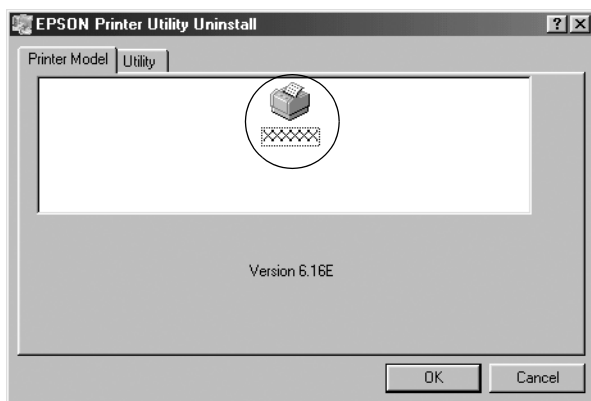 EPSON Printer Utility Uninstall
Printer Model Utility
Version 6.16E
OK Cancel